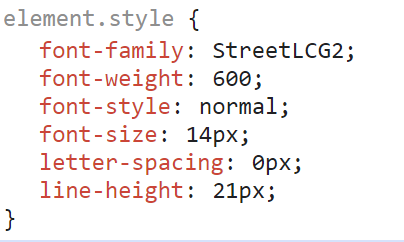 element.style {
font-family: StreetLCG2;
font-weight: 600;
font-style: normal;
font-size: 14px;
letter-spacing: 0px;
line-height: 21px;
}